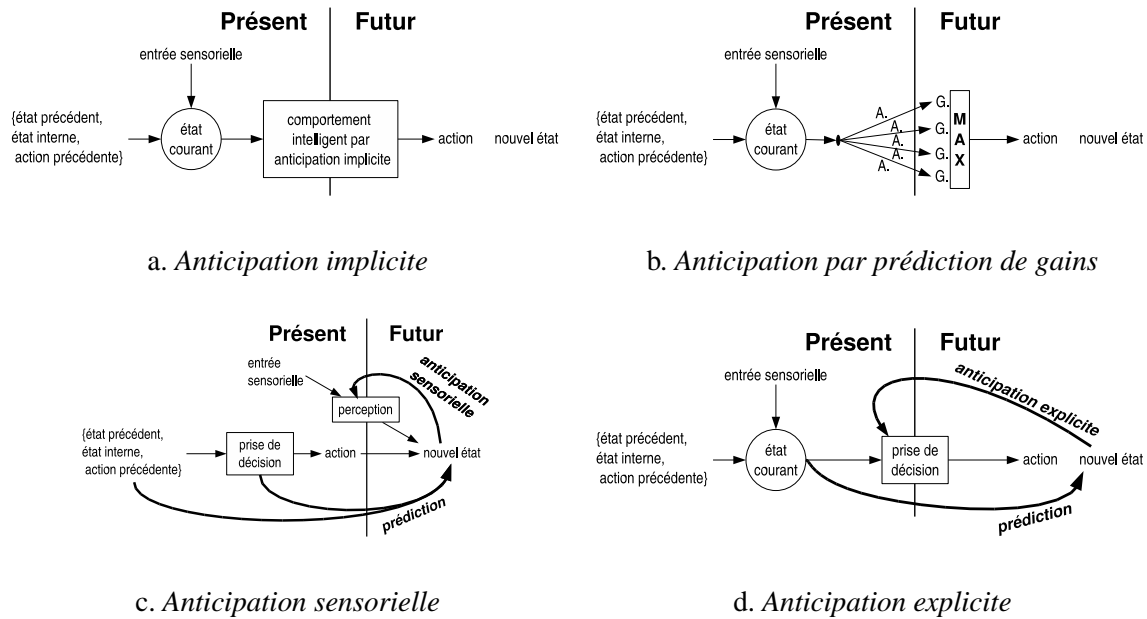 Présent Futur
entrée sensorielle
{état précédent,
état interne,
action précédente}
état
courant
comportement
intelligent par
anticipation implicite
action
nouvel état
a. Anticipation implicite
Présent Futur
entrée sensorielle
{état précédent,
état interne,
action précédente}
état
courant
A.
A.
A.
A.
G.
G.
G.
G.
M
A
X
action
nouvel état
b. Anticipation par prédiction de gains
Présent Futur
entrée
sensorielle
anticipation
sensorielle
perception
{état précédent,
état interne,
action précédente}
prise de
décision
action
nouvel état
prédiction
c. Anticipation sensorielle
Présent Futur
entrée sensorielle
anticipation explicite
{état précédent,
état interne,
action précédente}
état
courant
prise de
décision
action
nouvel état
prédiction
d. Anticipation explicite